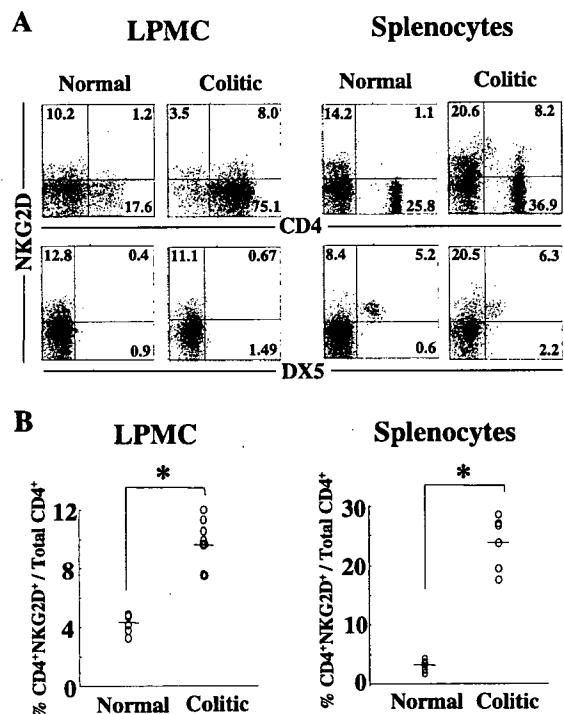 A
LPMC Splenocytes
Normal Colitic Normal Colitic
10.2 1.2 3.5 8.0 14.2 1.1 20.6 8.2
17.6 75.1 25.8 36.9
NKG2D
CD4
12.8 0.4 11.1 0.67 8.4 5.2 20.5 6.3
0.9 1.49 0.6 2.2
DX5
B
LPMC Splenocytes
* *
% CD4⁺NKG2D⁺ / Total CD4⁺
12
8
4
0
Normal Colitic
% CD4⁺NKG2D⁺ / Total CD4⁺
30
20
10
0
Normal Colitic